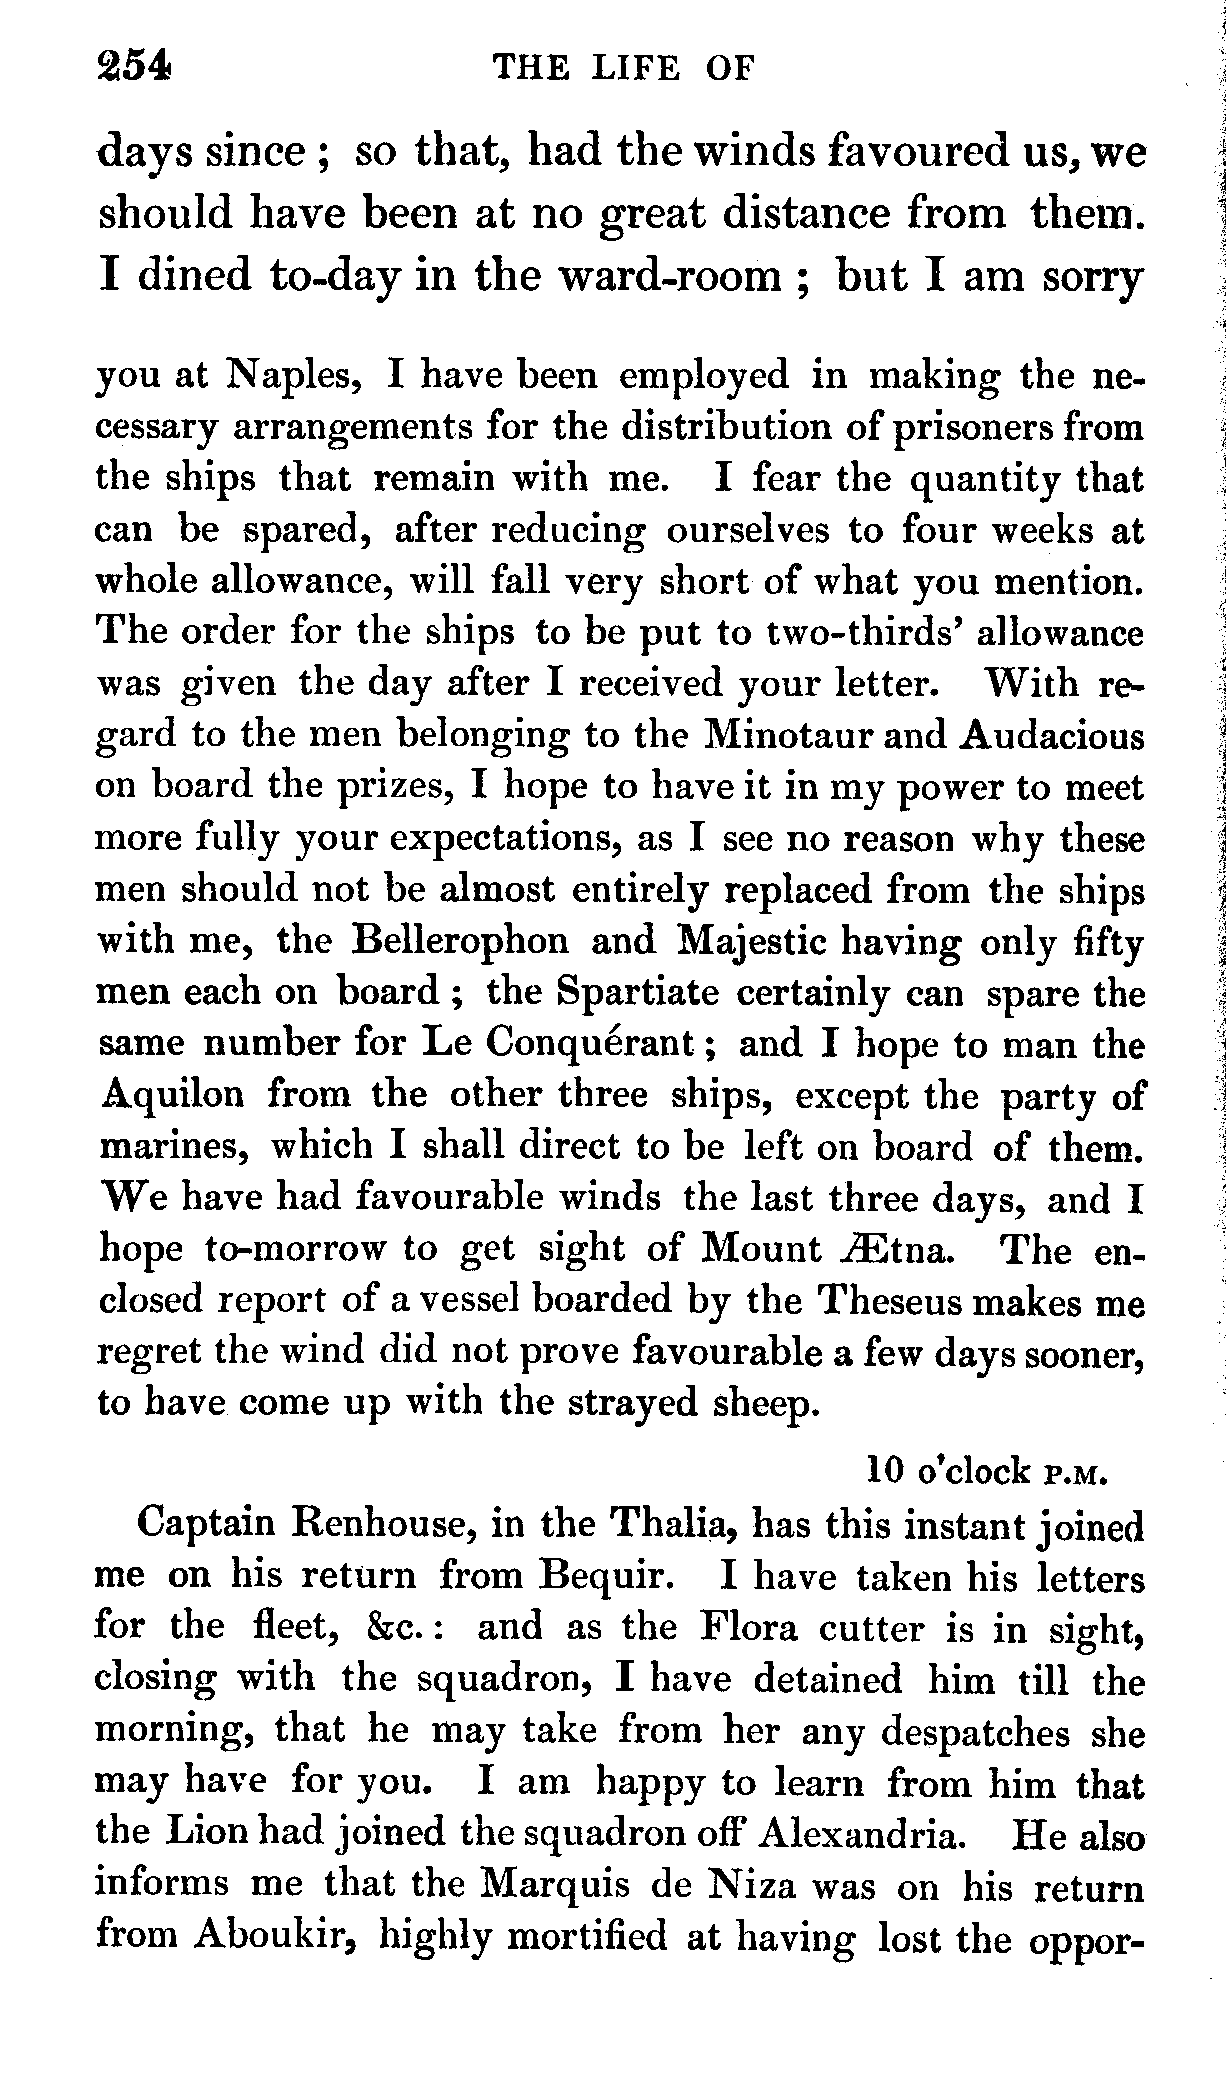 254 THE LIFE OF
days since ; so that, had the winds favoured us, we
should have been at no great distance from them.
I dined to-day in the ward-room ; but I am sorry
you at Naples, I have been employed in making the ne-
cessary arrangements for the distribution of prisoners from
the ships that remain with me. I fear the quantity that
can be spared, after reducing ourselves to four weeks at
whole allowance, will fall very short of what you mention.
The order for the ships to be put to two-thirds' allowance
was given the day after I received your letter. With re-
gard to the men belonging to the Minotaur and Audacious
on board the prizes, I hope to have it in my power to meet
more fully your expectations, as I see no reason why these
men should not be almost entirely replaced from the ships
with me, the Bellerophon and Majestic having only fifty
men each on board ; the Spartiate certainly can spare the
same number for Le Conquérant ; and I hope to man the
Aquilon from the other three ships, except the party of
marines, which I shall direct to be left on board of them.
We have had favourable winds the last three days, and I
hope to-morrow to get sight of Mount Ætna. The en-
closed report of a vessel boarded by the Theseus makes me
regret the wind did not prove favourable a few days sooner,
to have come up with the strayed sheep.
10 o'clock P.M.
Captain Renhouse, in the Thalia, has this instant joined
me on his return from Bequir. I have taken his letters
for the fleet, &c. : and as the Flora cutter is in sight,
closing with the squadron, I have detained him till the
morning, that he may take from her any despatches she
may have for you. I am happy to learn from him that
the Lion had joined the squadron off Alexandria. He also
informs me that the Marquis de Niza was on his return
from Aboukir, highly mortified at having lost the oppor-